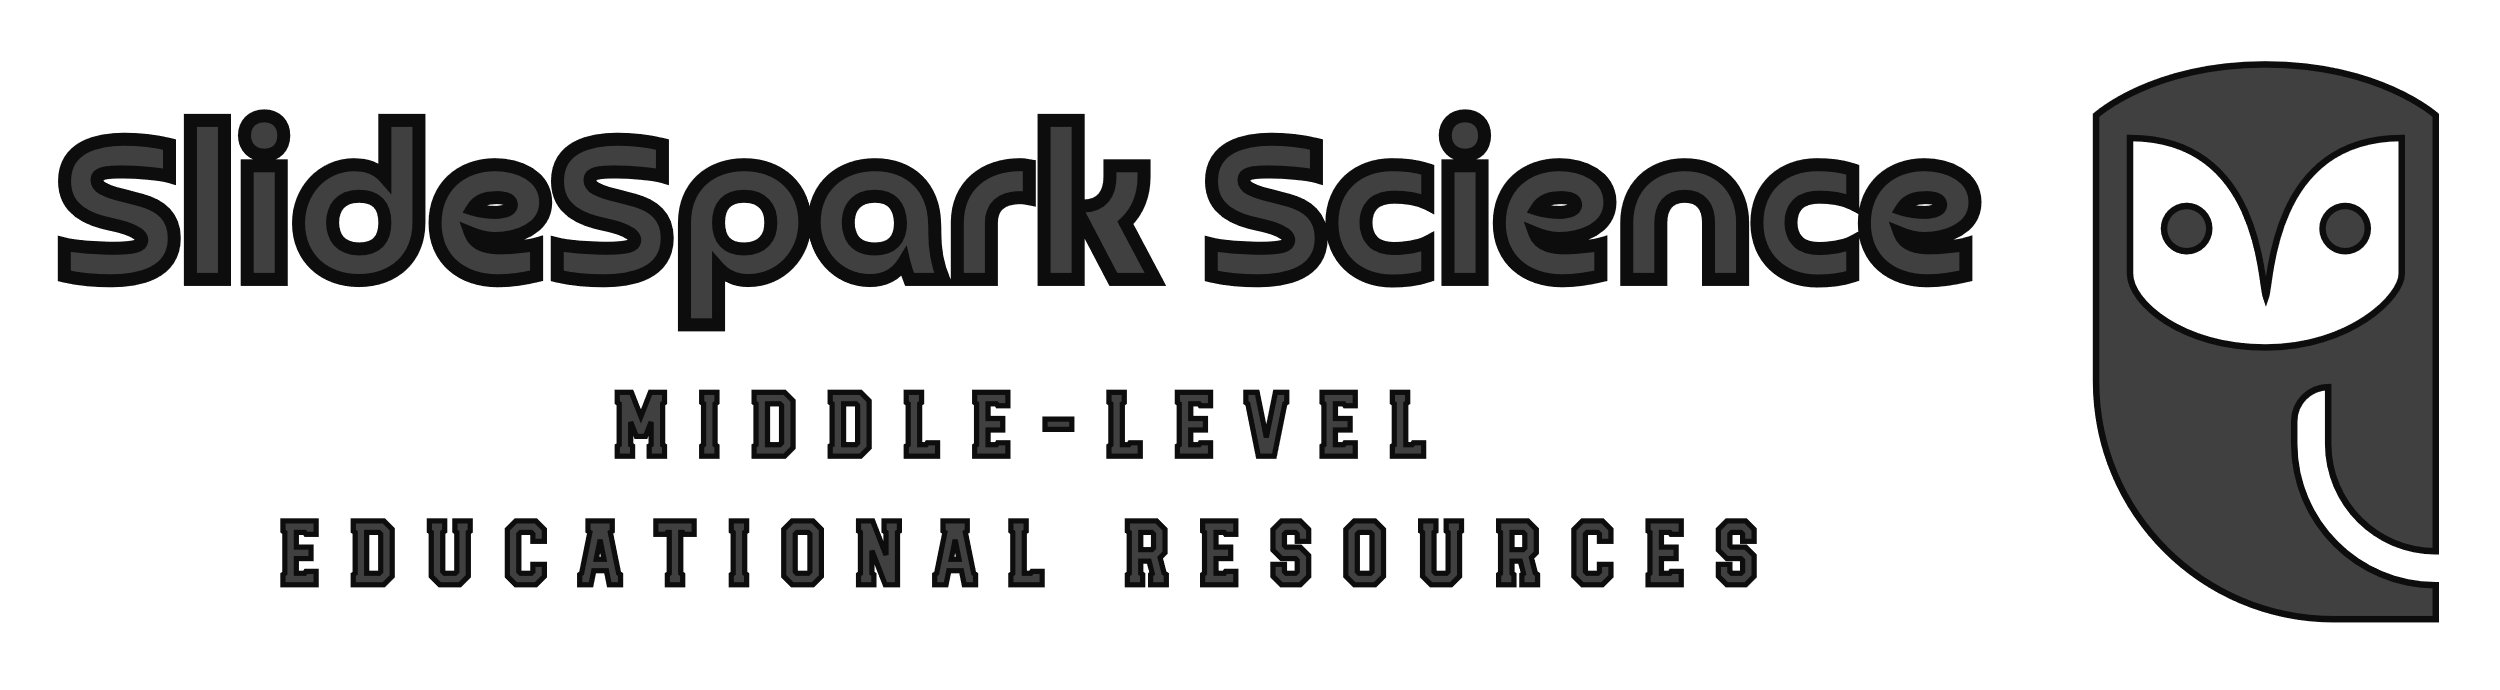 slidespark science
MIDDLE-LEVEL
EDUCATIONAL RESOURCES